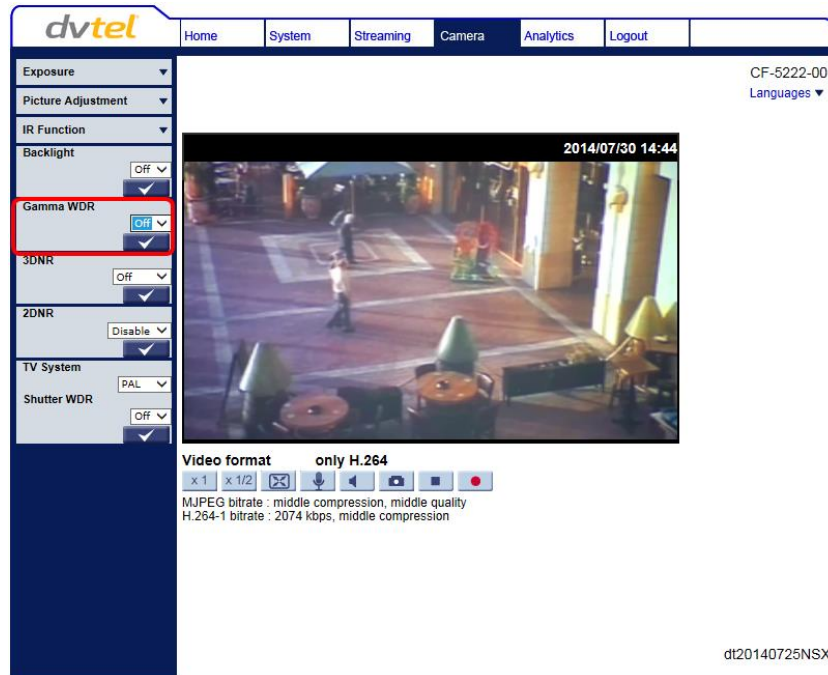 dvtel
Home System Streaming Camera Analytics Logout
CF-5222-00
Languages
Exposure
Picture Adjustment
IR Function
Backlight
Off
Gamma WDR
Off
3DNR
Off
2DNR
Disable
TV System
PAL
Shutter WDR
Off
2014/07/30 14:44
Video format only H.264
x 1 x 1/2
MJPEG bitrate : middle compression, middle quality
H.264-1 bitrate : 2074 kbps, middle compression
dt20140725NSX